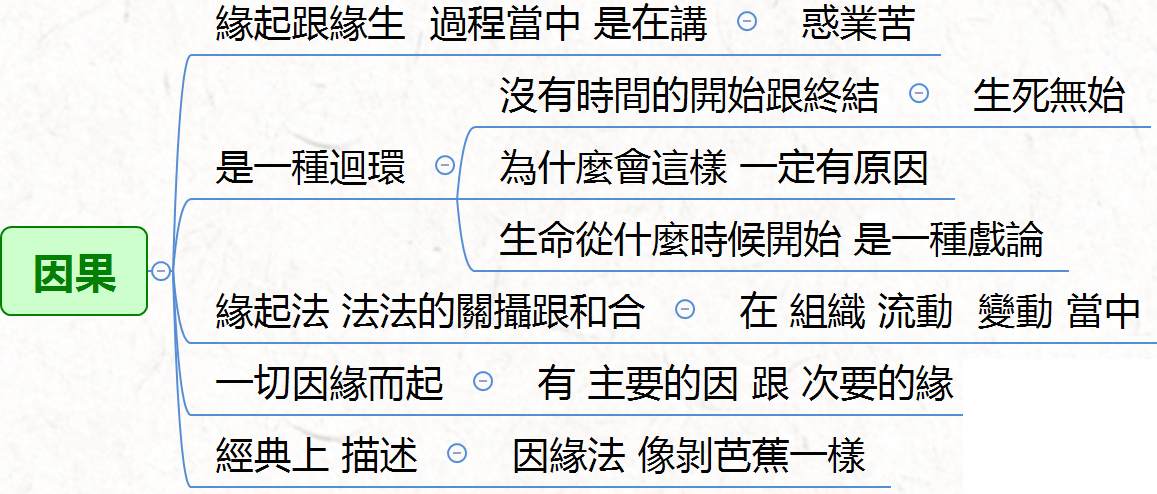 緣起跟緣生 過程當中 是在講 惑業苦
沒有時間的開始跟終結 生死無始
是一種迴環 為什麼會這樣 一定有原因
生命從什麼時候開始 是一種戲論
因果
緣起法 法法的關攝跟和合 在 組織 流動 變動 當中
一切因緣而起 有 主要的因 跟 次要的緣
經典上 描述 因緣法 像剝芭蕉一樣